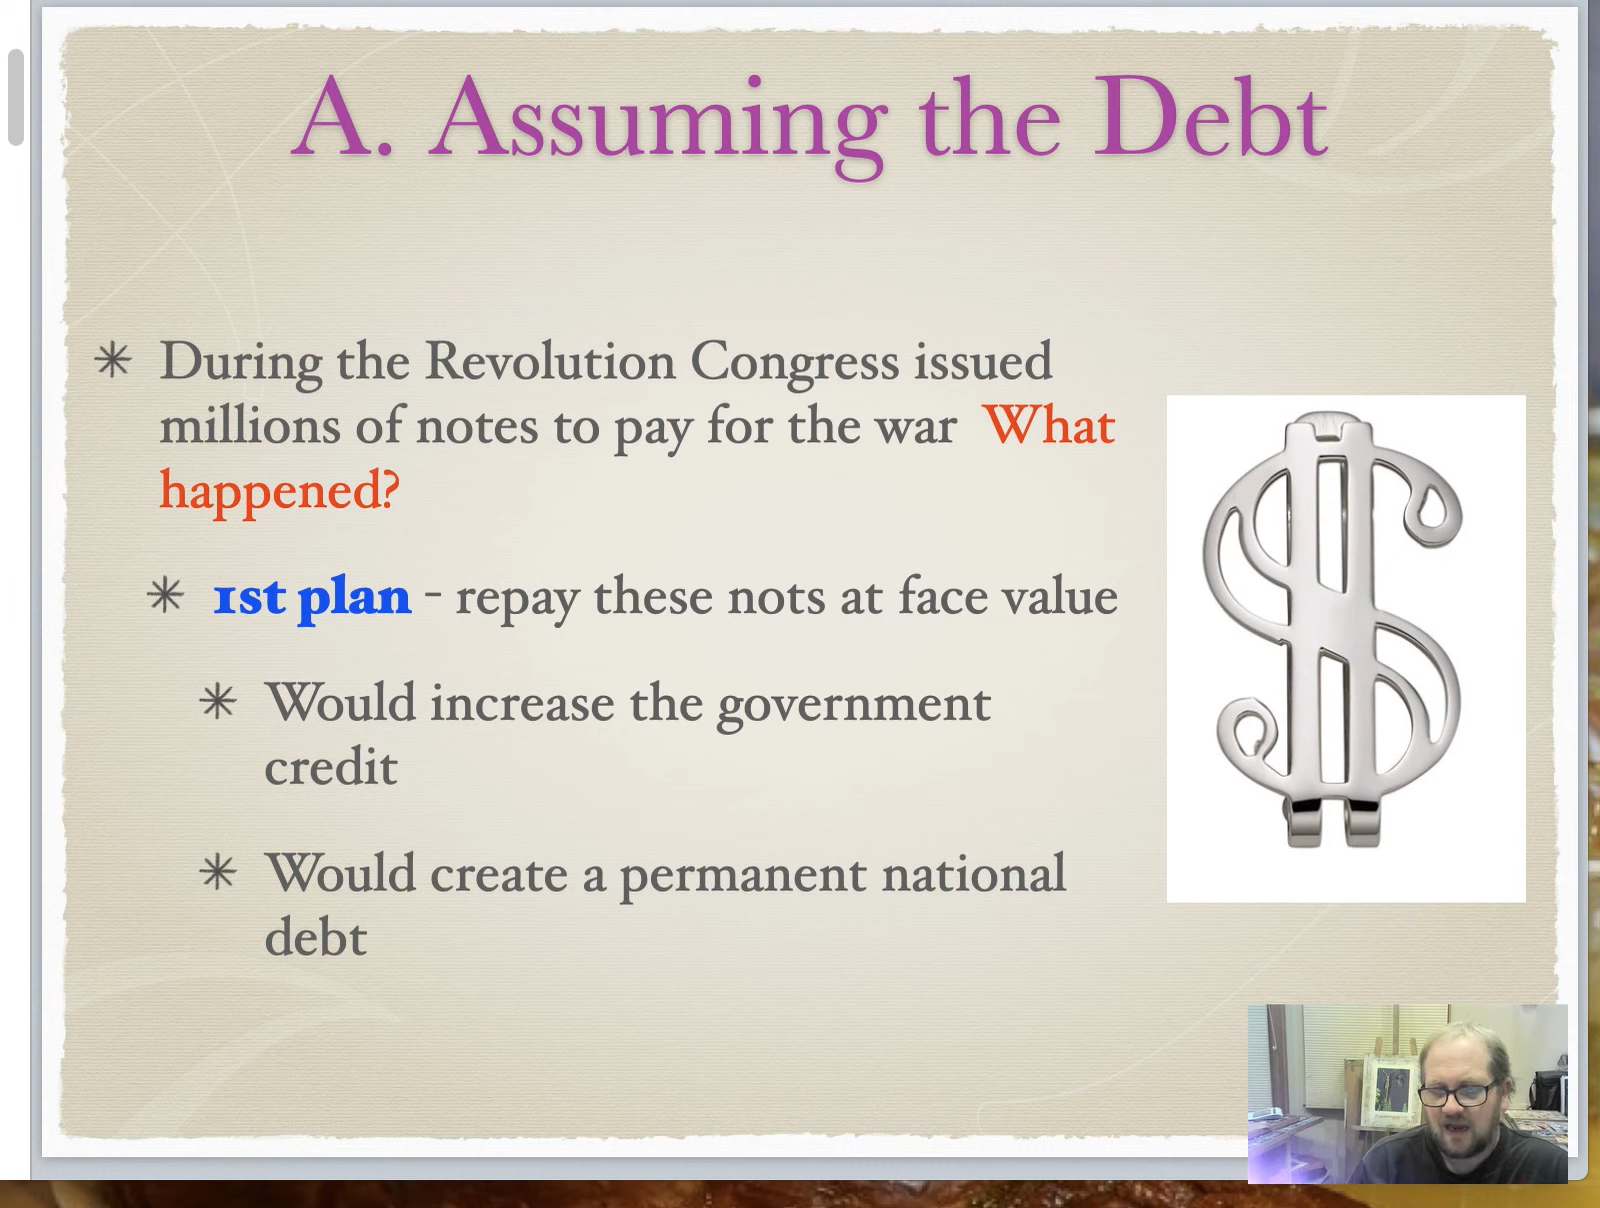 A. Assuming the Debt
During the Revolution Congress issued
millions of notes to pay for the war What
happened?
1st plan - repay these nots at face value
Would increase the government
credit
Would create a permanent national
debt